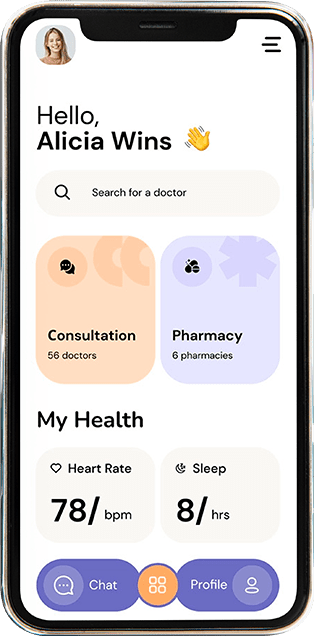 Hello,
Alicia Wins 👋
Search for a doctor
Consultation
56 doctors
Pharmacy
6 pharmacies
My Health
Heart Rate
78/ bpm
Sleep
8/ hrs
Chat
Profile